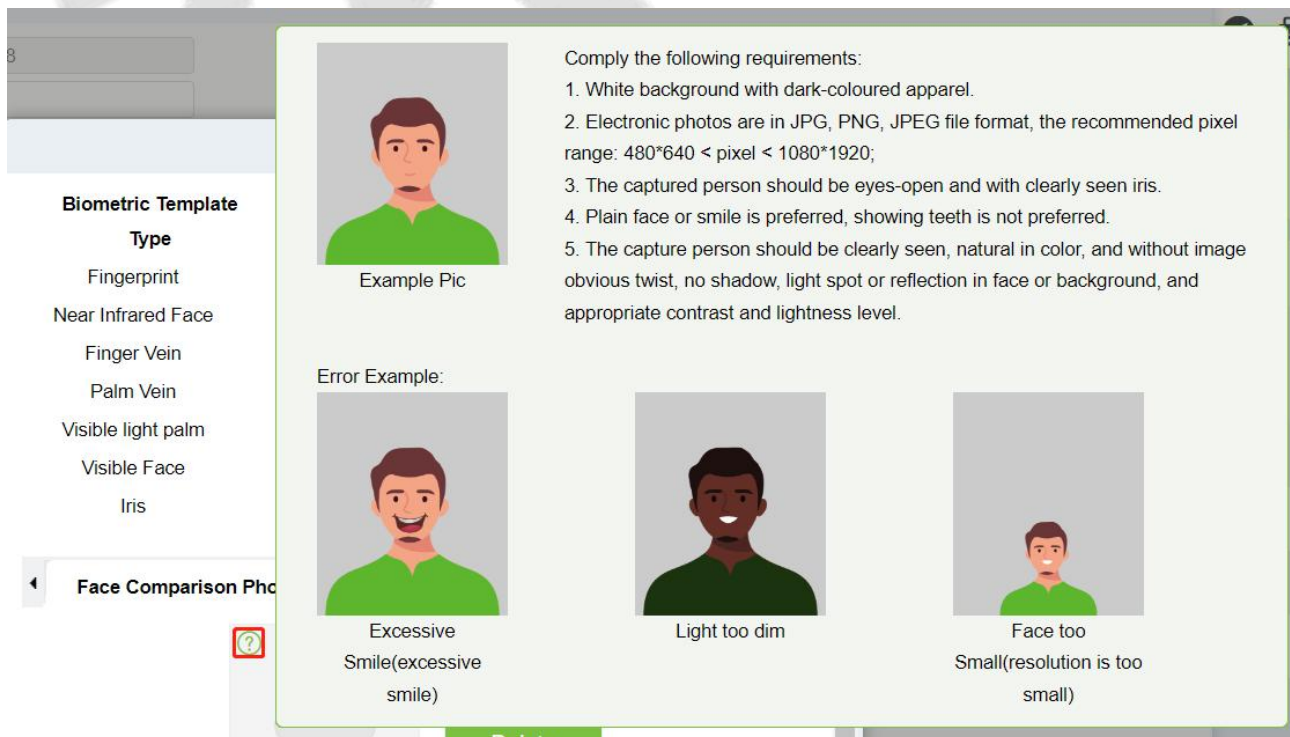 8
Comply the following requirements:
1. White background with dark-coloured apparel.
2. Electronic photos are in JPG, PNG, JPEG file format, the recommended pixel
range: 480*640 < pixel < 1080*1920;
3. The captured person should be eyes-open and with clearly seen iris.
4. Plain face or smile is preferred, showing teeth is not preferred.
5. The capture person should be clearly seen, natural in color, and without image
obvious twist, no shadow, light spot or reflection in face or background, and
appropriate contrast and lightness level.
Example Pic
Biometric Template
Type
Fingerprint
Near Infrared Face
Finger Vein
Palm Vein
Visible light palm
Visible Face
Iris
Error Example:
Excessive
Smile(excessive
smile)
Light too dim
Face too
Small(resolution is too
small)
Face Comparison Pho
?